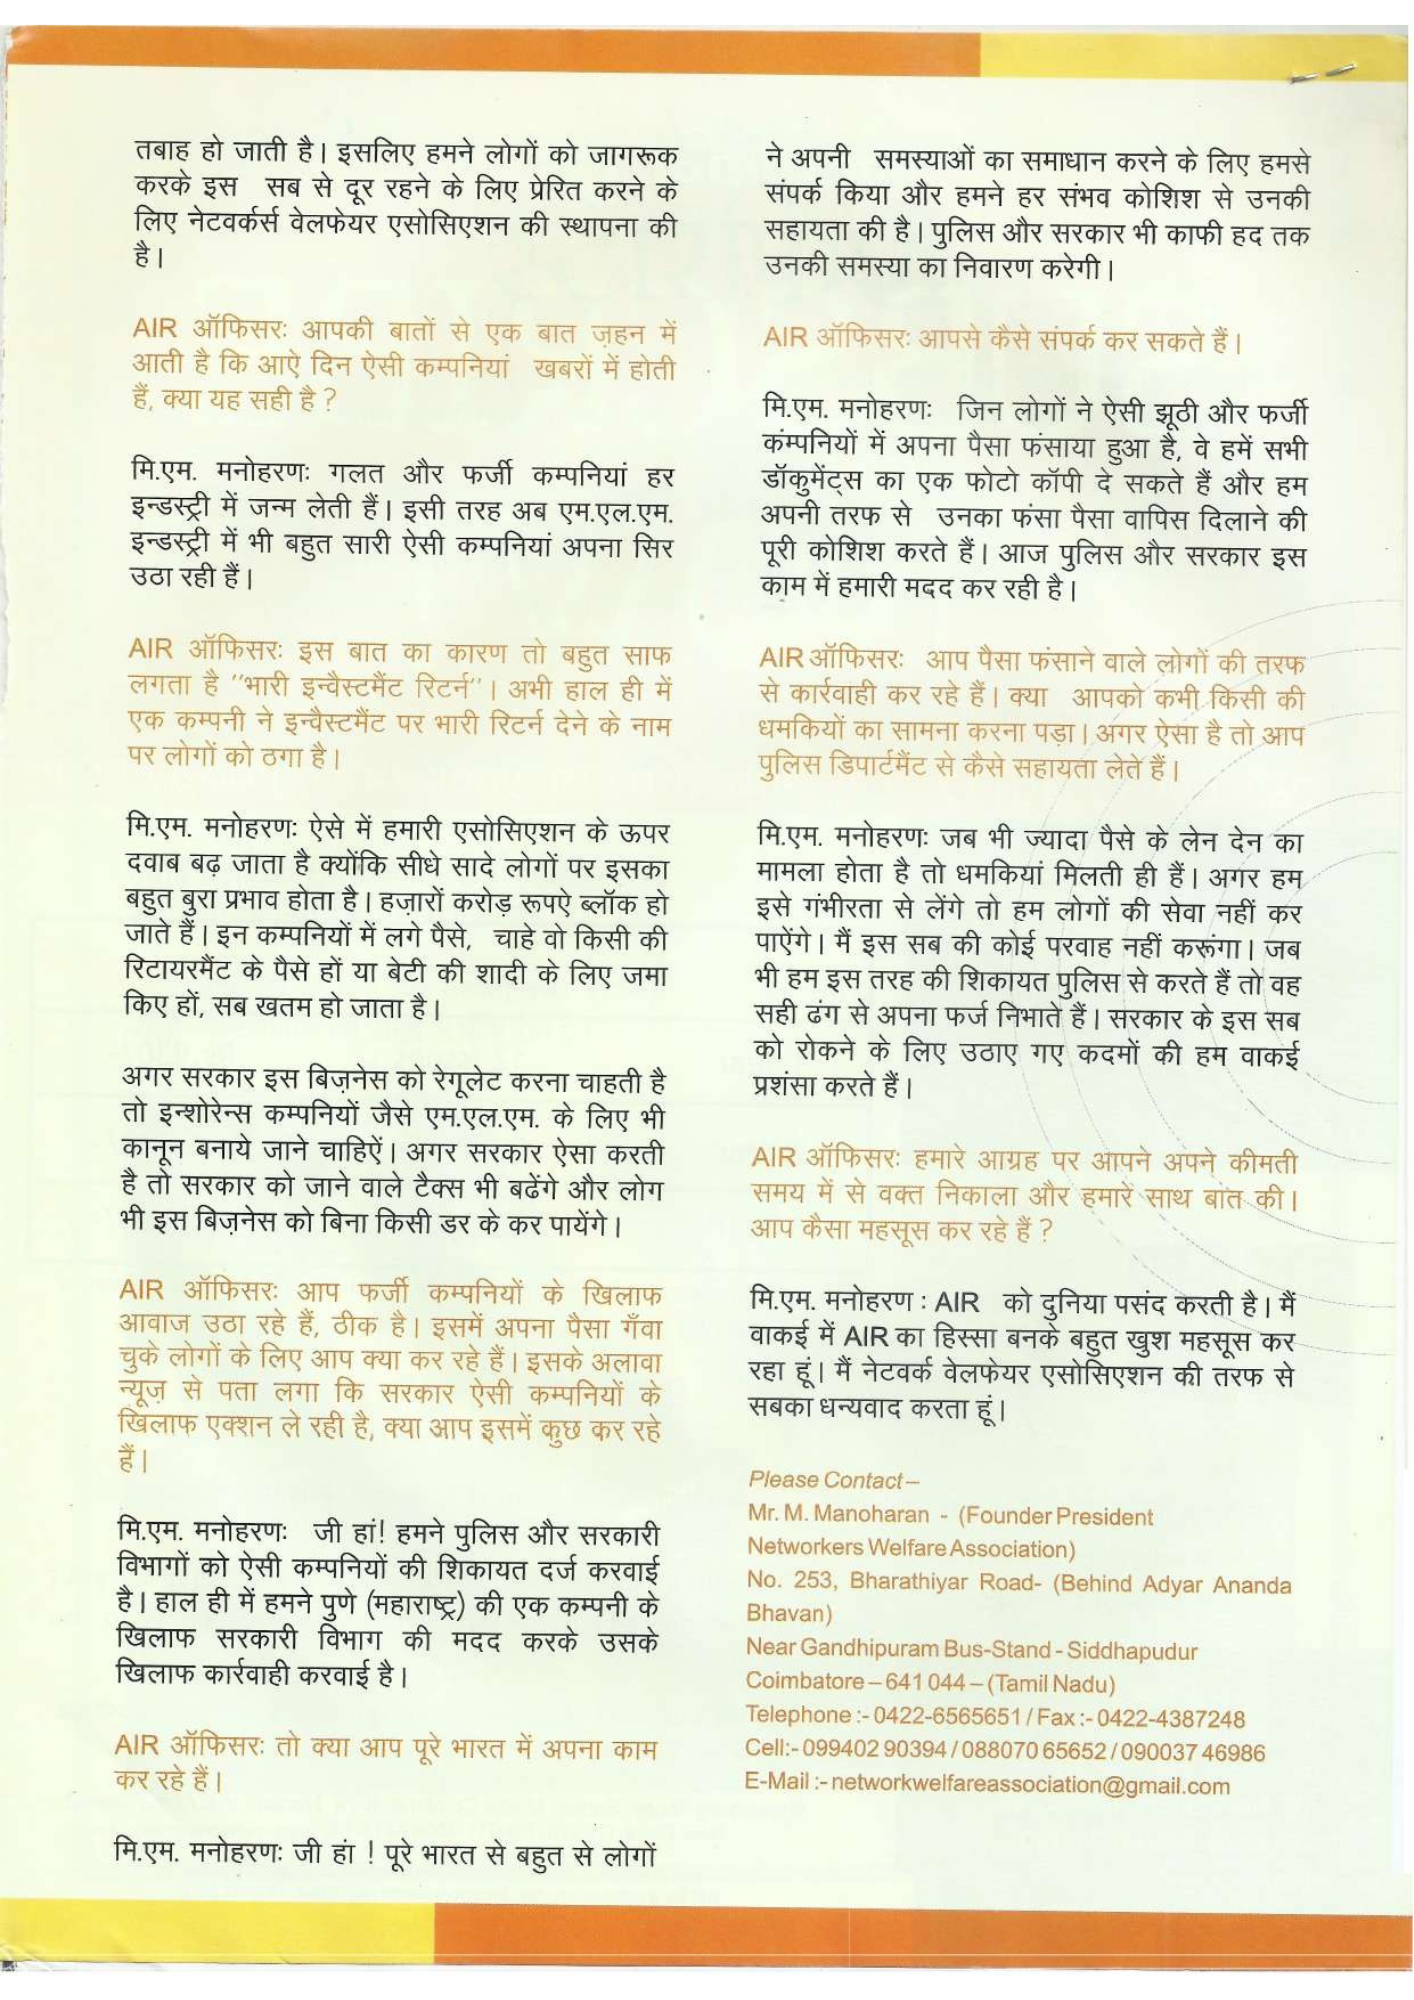 तबाह हो जाती है। इसलिए हमने लोगों को जागरूक
करके इस सब से दूर रहने के लिए प्रेरित करने के
लिए नेटवर्कर्स वेलफेयर एसोसिएशन की स्थापना की
है।
AIR ऑफिसरः आपकी बातों से एक बात ज़हन में
आती है कि आऐ दिन ऐसी कम्पनियां खबरों में होती
हैं, क्या यह सही है ?
मि.एम. मनोहरणः गलत और फर्जी कम्पनियां हर
इन्डस्ट्री में जन्म लेती हैं। इसी तरह अब एम.एल.एम.
इन्डस्ट्री में भी बहुत सारी ऐसी कम्पनियां अपना सिर
उठा रही हैं।
AIR ऑफिसरः इस बात का कारण तो बहुत साफ
लगता है ''भारी इन्वैस्टमैंट रिटर्न''। अभी हाल ही में
एक कम्पनी ने इन्वैस्टमैंट पर भारी रिटर्न देने के नाम
पर लोगों को ठगा है।
मि.एम. मनोहरणः ऐसे में हमारी एसोसिएशन के ऊपर
दवाब बढ़ जाता है क्योंकि सीधे सादे लोगों पर इसका
बहुत बुरा प्रभाव होता है। हज़ारों करोड़ रूपऐ ब्लॉक हो
जाते हैं। इन कम्पनियों में लगे पैसे, चाहे वो किसी की
रिटायरमैंट के पैसे हों या बेटी की शादी के लिए जमा
किए हों, सब खतम हो जाता है।
अगर सरकार इस बिज़नेस को रेगूलेट करना चाहती है
तो इन्शोरेन्स कम्पनियों जैसे एम.एल.एम. के लिए भी
कानून बनाये जाने चाहिऐं। अगर सरकार ऐसा करती
है तो सरकार को जाने वाले टैक्स भी बढेंगे और लोग
भी इस बिज़नेस को बिना किसी डर के कर पायेंगे।
AIR ऑफिसरः आप फर्जी कम्पनियों के खिलाफ
आवाज उठा रहे हैं, ठीक है। इसमें अपना पैसा गँवा
चुके लोगों के लिए आप क्या कर रहे हैं। इसके अलावा
न्यूज़ से पता लगा कि सरकार ऐसी कम्पनियों के
खिलाफ एक्शन ले रही है, क्या आप इसमें कुछ कर रहे
हैं।
मि.एम. मनोहरणः जी हां! हमने पुलिस और सरकारी
विभागों को ऐसी कम्पनियों की शिकायत दर्ज करवाई
है। हाल ही में हमने पुणे (महाराष्ट्र) की एक कम्पनी के
खिलाफ सरकारी विभाग की मदद करके उसके
खिलाफ कार्रवाही करवाई है।
AIR ऑफिसरः तो क्या आप पूरे भारत में अपना काम
कर रहे हैं।
मि.एम. मनोहरणः जी हां ! पूरे भारत से बहुत से लोगों
ने अपनी समस्याओं का समाधान करने के लिए हमसे
संपर्क किया और हमने हर संभव कोशिश से उनकी
सहायता की है। पुलिस और सरकार भी काफी हद तक
उनकी समस्या का निवारण करेगी।
AIR ऑफिसरः आपसे कैसे संपर्क कर सकते हैं।
मि.एम. मनोहरणः जिन लोगों ने ऐसी झूठी और फर्जी
कंम्पनियों में अपना पैसा फंसाया हुआ है, वे हमें सभी
डॉकुमेंट्स का एक फोटो कॉपी दे सकते हैं और हम
अपनी तरफ से उनका फंसा पैसा वापिस दिलाने की
पूरी कोशिश करते हैं। आज पुलिस और सरकार इस
काम में हमारी मदद कर रही है।
AIR ऑफिसरः आप पैसा फंसाने वाले लोगों की तरफ
से कार्रवाही कर रहे हैं। क्या आपको कभी किसी की
धमकियों का सामना करना पड़ा। अगर ऐसा है तो आप
पुलिस डिपार्टमैंट से कैसे सहायता लेते हैं।
मि.एम. मनोहरणः जब भी ज्यादा पैसे के लेन देन का
मामला होता है तो धमकियां मिलती ही हैं। अगर हम
इसे गंभीरता से लेंगे तो हम लोगों की सेवा नहीं कर
पाऐंगे। मैं इस सब की कोई परवाह नहीं करूंगा। जब
भी हम इस तरह की शिकायत पुलिस से करते हैं तो वह
सही ढंग से अपना फर्ज निभाते हैं। सरकार के इस सब
को रोकने के लिए उठाए गए कदमों की हम वाकई
प्रशंसा करते हैं।
AIR ऑफिसरः हमारे आग्रह पर आपने अपने कीमती
समय में से वक्त निकाला और हमारे साथ बात की।
आप कैसा महसूस कर रहे हैं ?
मि.एम. मनोहरण : AIR को दुनिया पसंद करती है। मैं
वाकई में AIR का हिस्सा बनके बहुत खुश महसूस कर
रहा हूं। मैं नेटवर्क वेलफेयर एसोसिएशन की तरफ से
सबका धन्यवाद करता हूं।
Please Contact –
Mr. M. Manoharan - (Founder President
Networkers Welfare Association)
No. 253, Bharathiyar Road- (Behind Adyar Ananda
Bhavan)
Near Gandhipuram Bus-Stand - Siddhapudur
Coimbatore – 641 044 – (Tamil Nadu)
Telephone :- 0422-6565651 / Fax :- 0422-4387248
Cell:- 099402 90394 / 088070 65652 / 090037 46986
E-Mail :- networkwelfareassociation@gmail.com